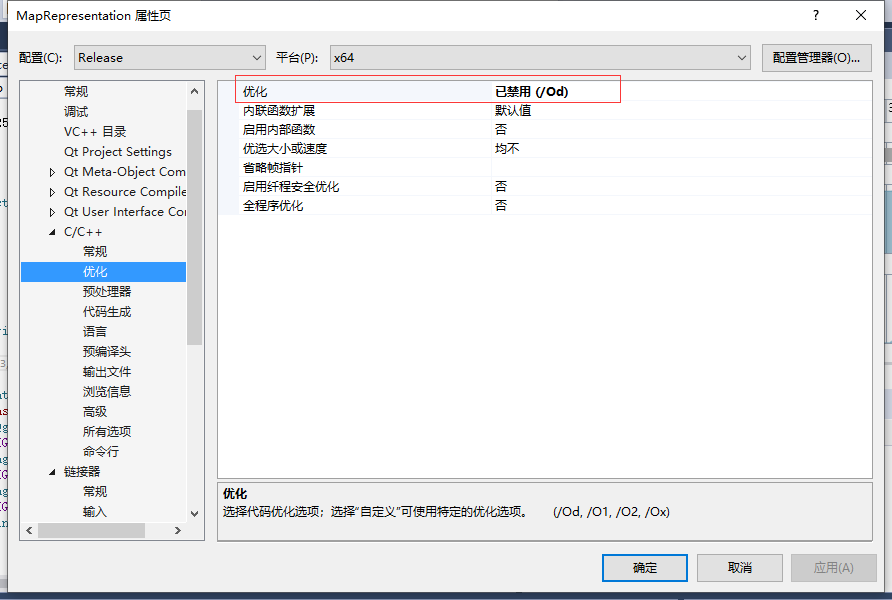 MapRepresentation 属性页
配置(C): Release 平台(P): x64 配置管理器(O)...
常规
调试
VC++ 目录
Qt Project Settings
Qt Meta-Object Com
Qt Resource Compile
Qt User Interface Con
C/C++
常规
优化
预处理器
代码生成
语言
预编译头
输出文件
浏览信息
高级
所有选项
命令行
链接器
常规
输入
优化 已禁用 (/Od)
内联函数扩展 默认值
启用内部函数 否
优选大小或速度 均不
省略帧指针
启用纤程安全优化 否
全程序优化 否
优化
选择代码优化选项；选择“自定义”可使用特定的优化选项。 (/Od, /O1, /O2, /Ox)
确定 取消 应用(A)